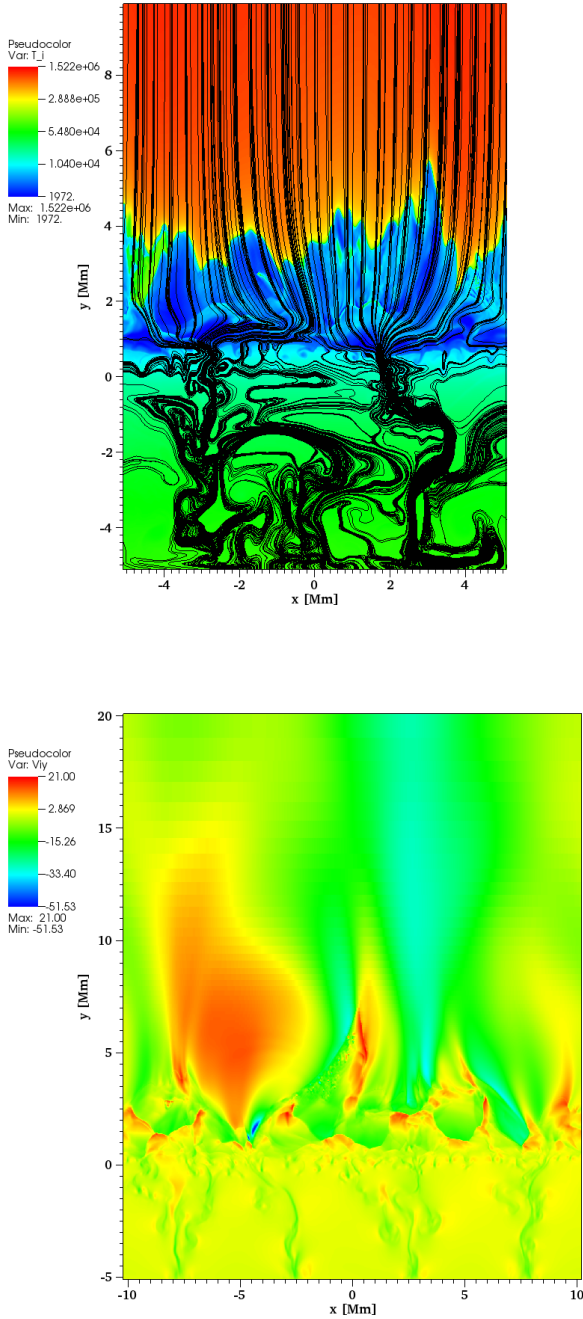 Pseudocolor
Var: T_i
1.522e+06
2.888e+05
5.480e+04
1.040e+04
1972.
Max: 1.522e+06
Min: 1972.
8
6
4
2
0
-2
-4
y [Mm]
-4 -2 0 2 4
x [Mm]
Pseudocolor
Var: Viy
21.00
2.869
-15.26
-33.40
-51.53
Max: 21.00
Min: -51.53
20
15
10
5
0
-5
y [Mm]
-10 -5 0 5 10
x [Mm]